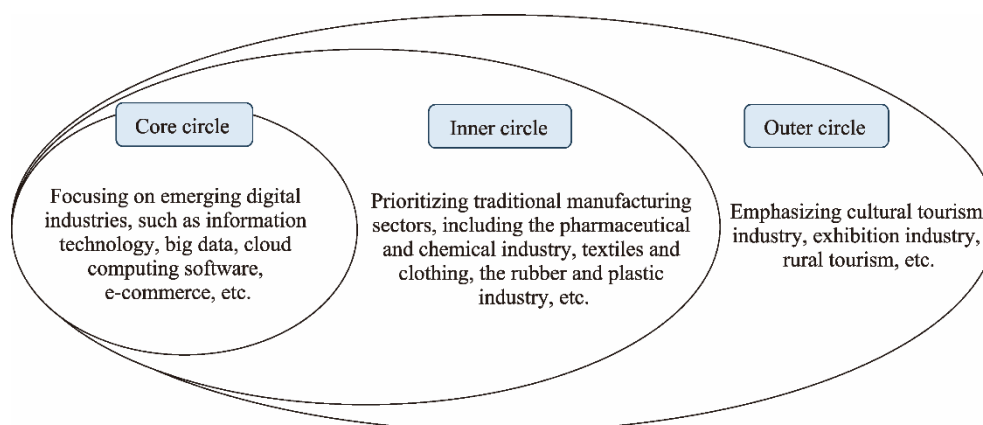 Core circle
Focusing on emerging digital
industries, such as information
technology, big data, cloud
computing software,
e-commerce, etc.
Inner circle
Prioritizing traditional manufacturing
sectors, including the pharmaceutical
and chemical industry, textiles and
clothing, the rubber and plastic
industry, etc.
Outer circle
Emphasizing cultural tourism
industry, exhibition industry,
rural tourism, etc.